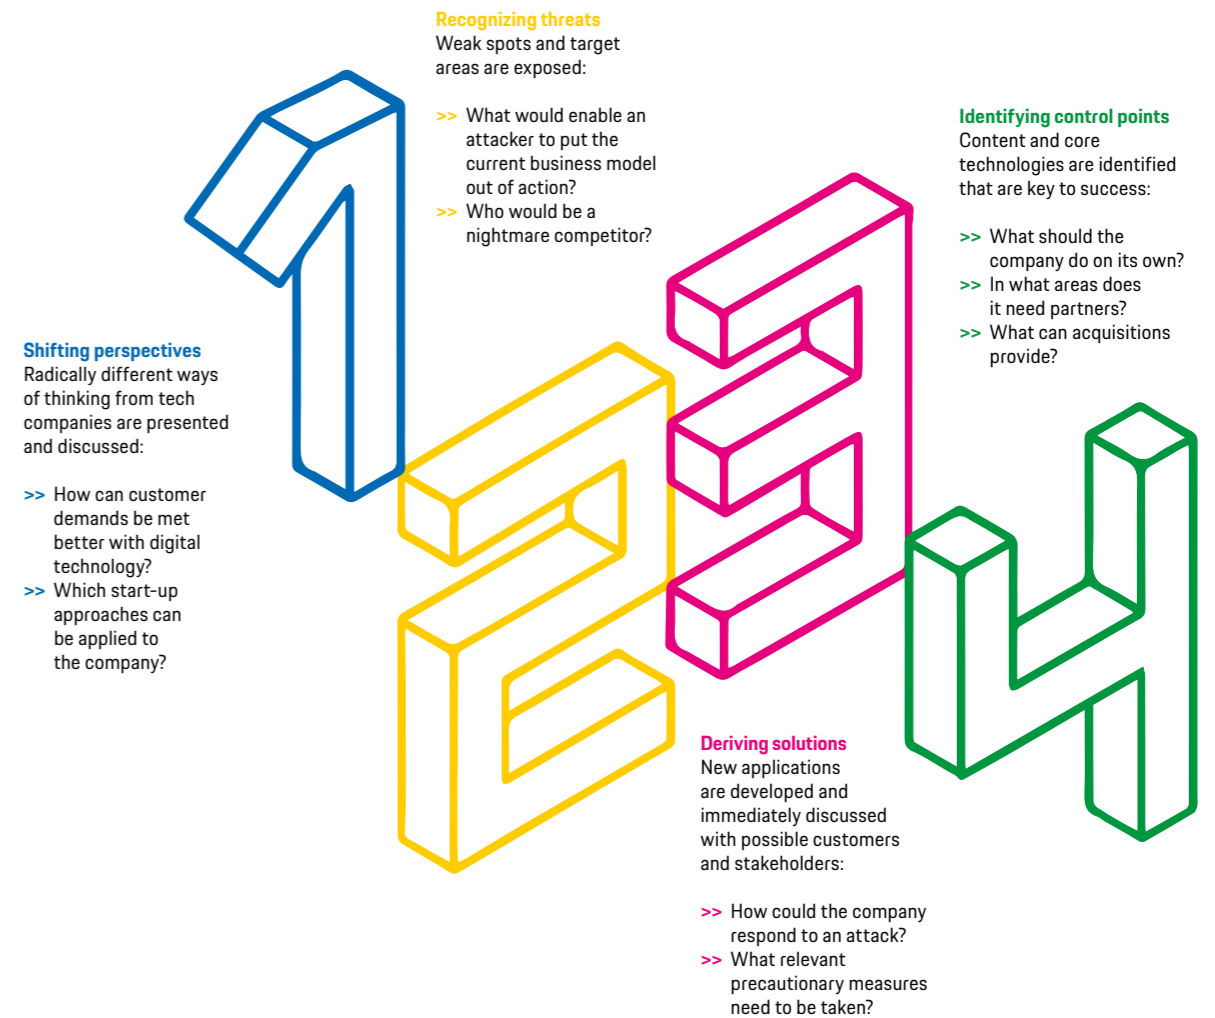 1
Shifting perspectives
Radically different ways
of thinking from tech
companies are presented
and discussed:
>> How can customer
demands be met
better with digital
technology?
>> Which start-up
approaches can
be applied to
the company?
2
Recognizing threats
Weak spots and target
areas are exposed:
>> What would enable an
attacker to put the
current business model
out of action?
>> Who would be a
nightmare competitor?
3
Deriving solutions
New applications
are developed and
immediately discussed
with possible customers
and stakeholders:
>> How could the company
respond to an attack?
>> What relevant
precautionary measures
need to be taken?
4
Identifying control points
Content and core
technologies are identified
that are key to success:
>> What should the
company do on its own?
>> In what areas does
it need partners?
>> What can acquisitions
provide?